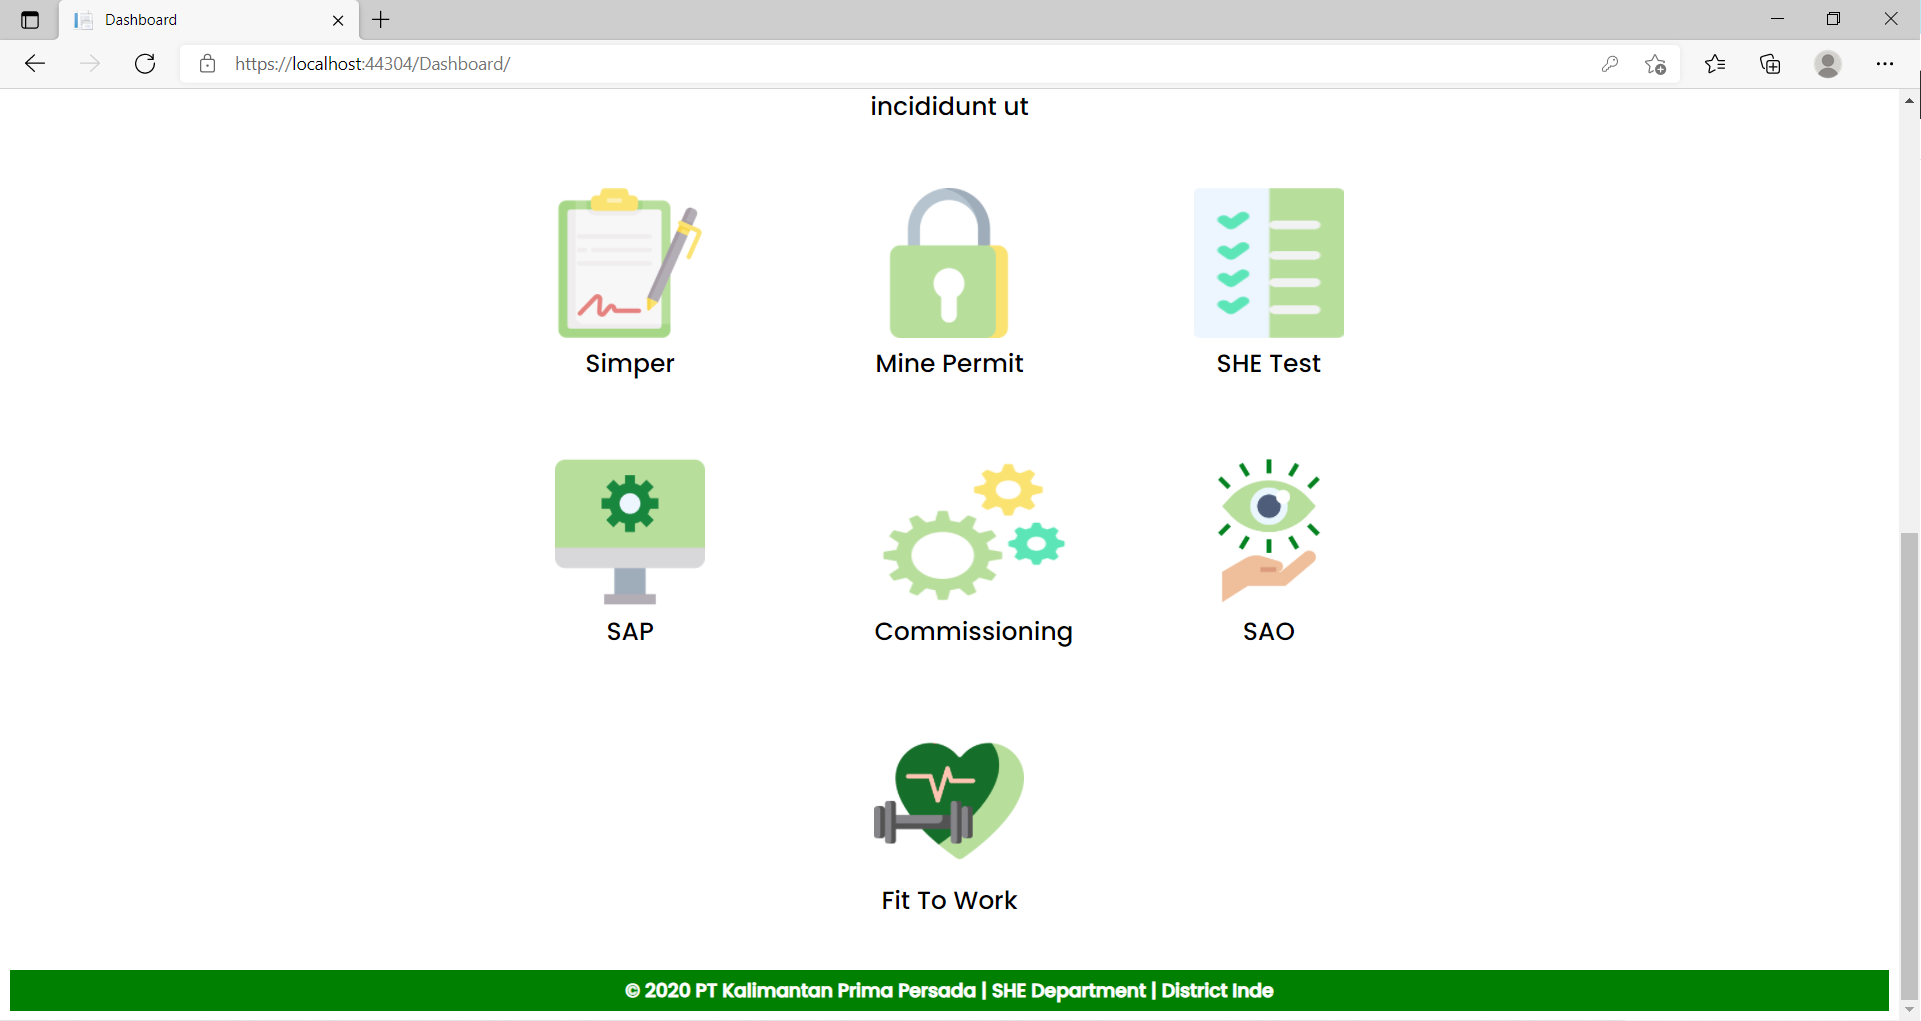 Dashboard
https://localhost:44304/Dashboard/
incididunt ut
Simper
Mine Permit
SHE Test
SAP
Commissioning
SAO
Fit To Work
© 2020 PT Kalimantan Prima Persada | SHE Department | District Inde